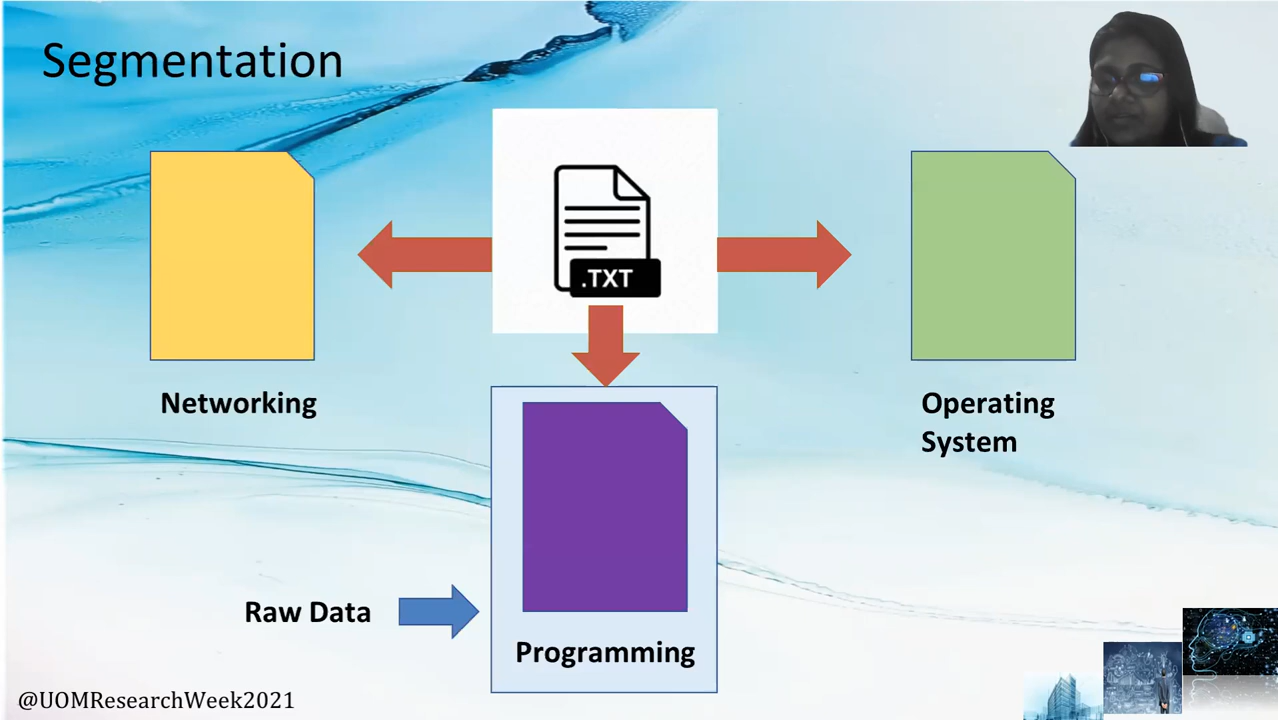 Segmentation
.TXT
Networking
Operating
System
Raw Data
Programming
@UOMResearchWeek2021